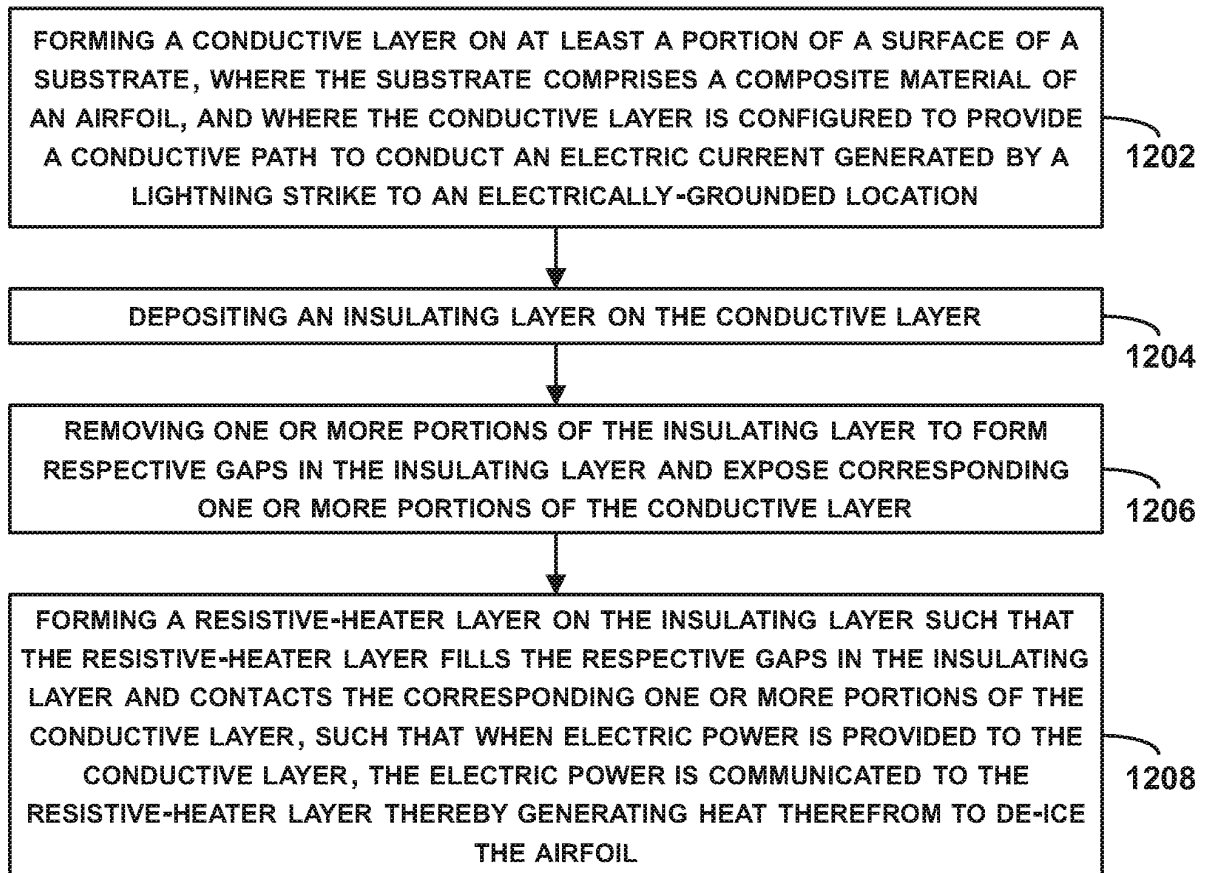 FORMING A CONDUCTIVE LAYER ON AT LEAST A PORTION OF A SURFACE OF A
SUBSTRATE, WHERE THE SUBSTRATE COMPRISES A COMPOSITE MATERIAL OF
AN AIRFOIL, AND WHERE THE CONDUCTIVE LAYER IS CONFIGURED TO PROVIDE
A CONDUCTIVE PATH TO CONDUCT AN ELECTRIC CURRENT GENERATED BY A
LIGHTNING STRIKE TO AN ELECTRICALLY-GROUNDED LOCATION
1202
DEPOSITING AN INSULATING LAYER ON THE CONDUCTIVE LAYER
1204
REMOVING ONE OR MORE PORTIONS OF THE INSULATING LAYER TO FORM
RESPECTIVE GAPS IN THE INSULATING LAYER AND EXPOSE CORRESPONDING
ONE OR MORE PORTIONS OF THE CONDUCTIVE LAYER
1206
FORMING A RESISTIVE-HEATER LAYER ON THE INSULATING LAYER SUCH THAT
THE RESISTIVE-HEATER LAYER FILLS THE RESPECTIVE GAPS IN THE INSULATING
LAYER AND CONTACTS THE CORRESPONDING ONE OR MORE PORTIONS OF THE
CONDUCTIVE LAYER, SUCH THAT WHEN ELECTRIC POWER IS PROVIDED TO THE
CONDUCTIVE LAYER, THE ELECTRIC POWER IS COMMUNICATED TO THE
RESISTIVE-HEATER LAYER THEREBY GENERATING HEAT THEREFROM TO DE-ICE
THE AIRFOIL
1208